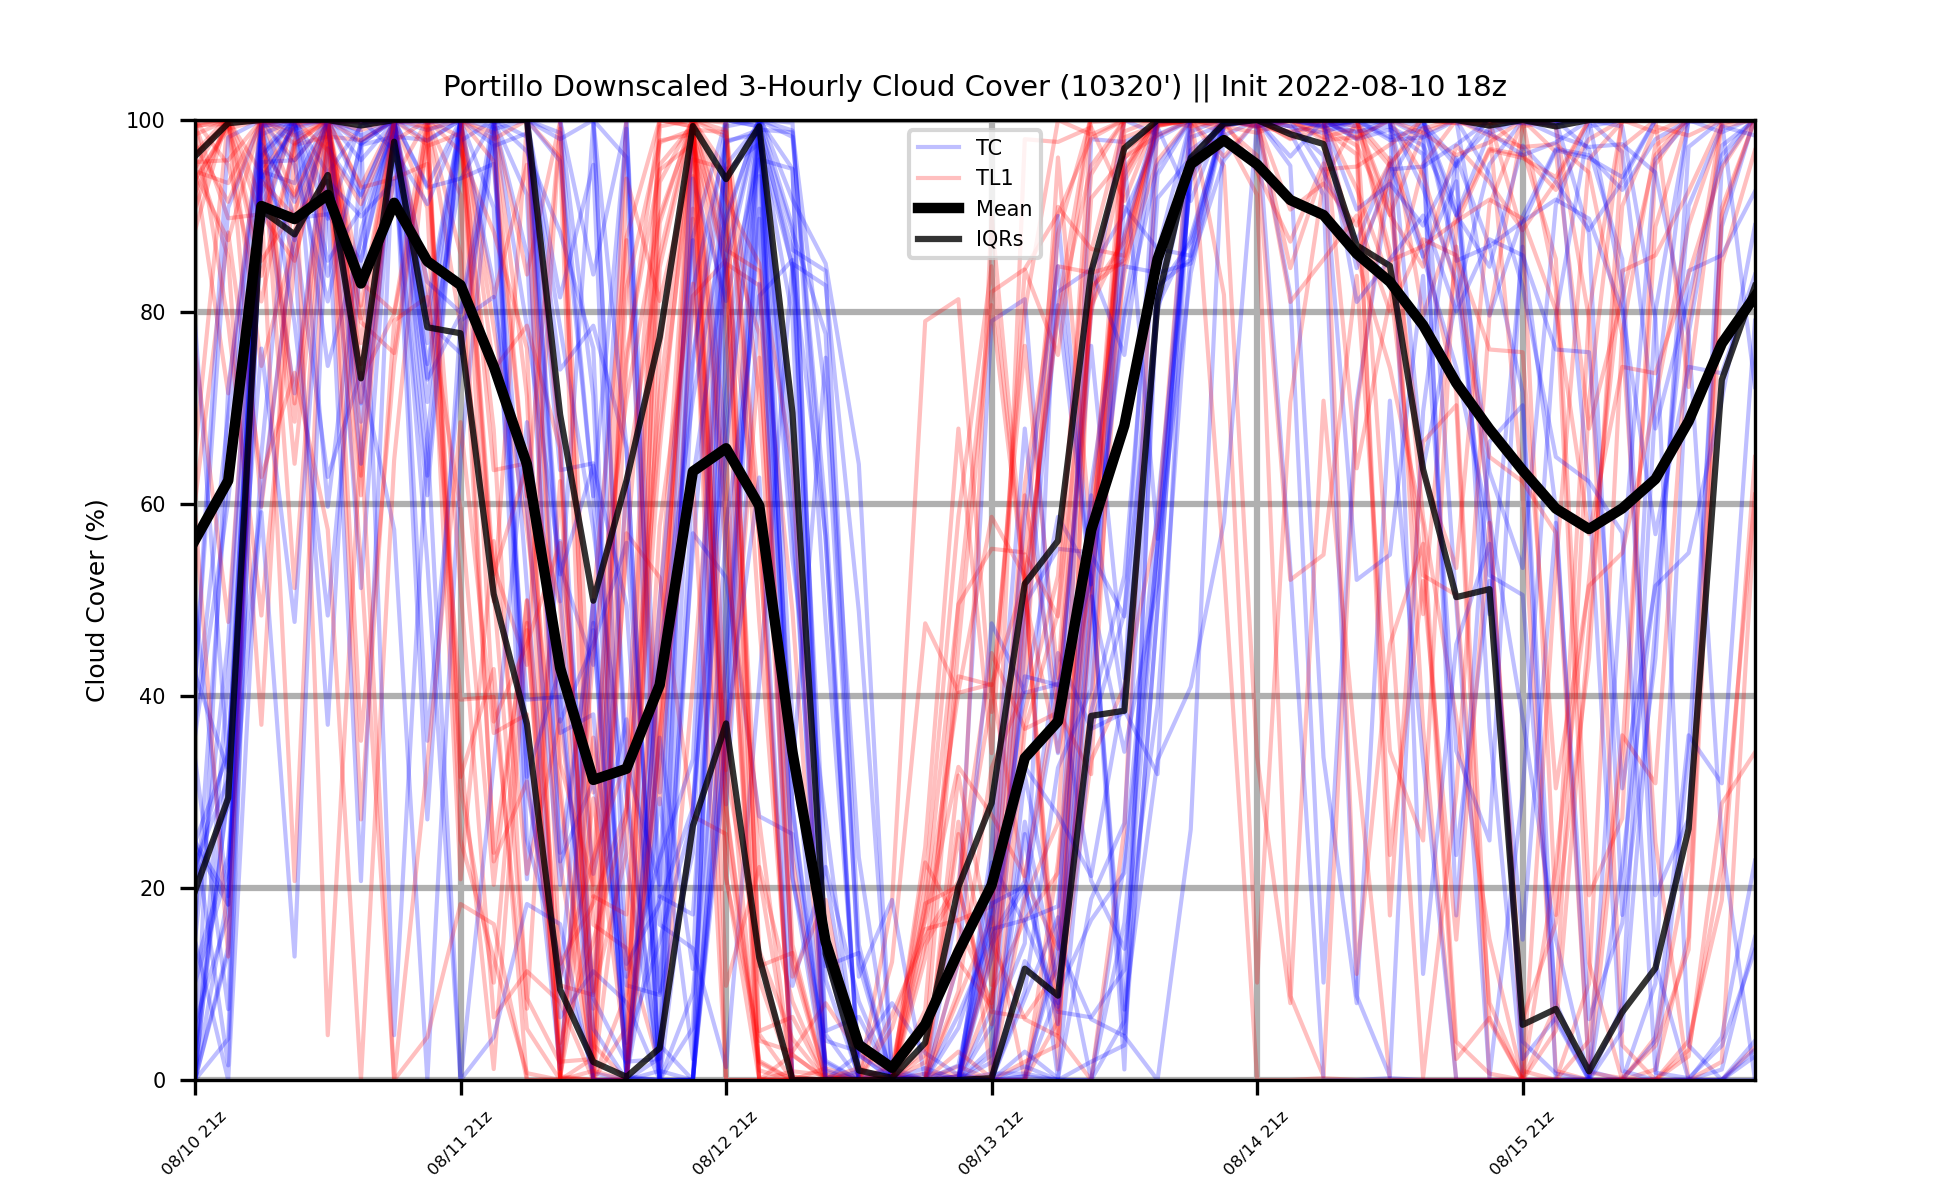 Portillo Downscaled 3-Hourly Cloud Cover (10320') || Init 2022-08-10 18z
TC
TL1
Mean
IQRs
Cloud Cover (%)
100
80
60
40
20
0
08/10 21z
08/11 21z
08/12 21z
08/13 21z
08/14 21z
08/15 21z